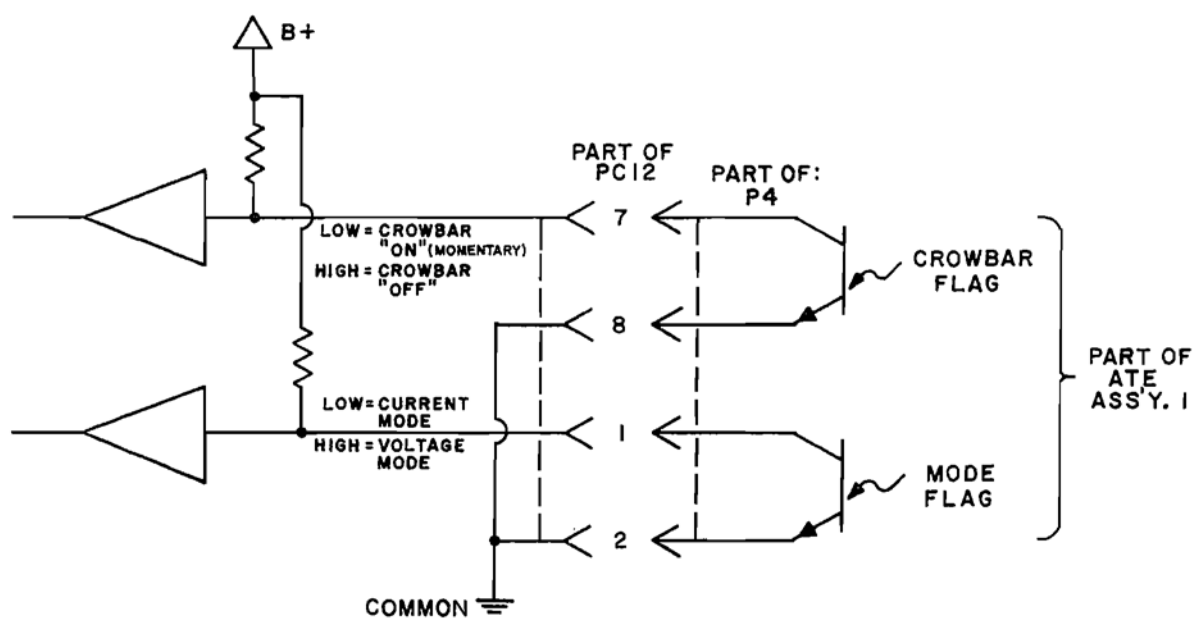 B+
PART OF
PC12
PART OF:
P4
7
LOW = CROWBAR
"ON" (MOMENTARY)
HIGH = CROWBAR
"OFF"
CROWBAR
FLAG
8
PART OF
ATE
ASS'Y. 1
LOW = CURRENT
MODE
1
HIGH = VOLTAGE
MODE
MODE
FLAG
2
COMMON